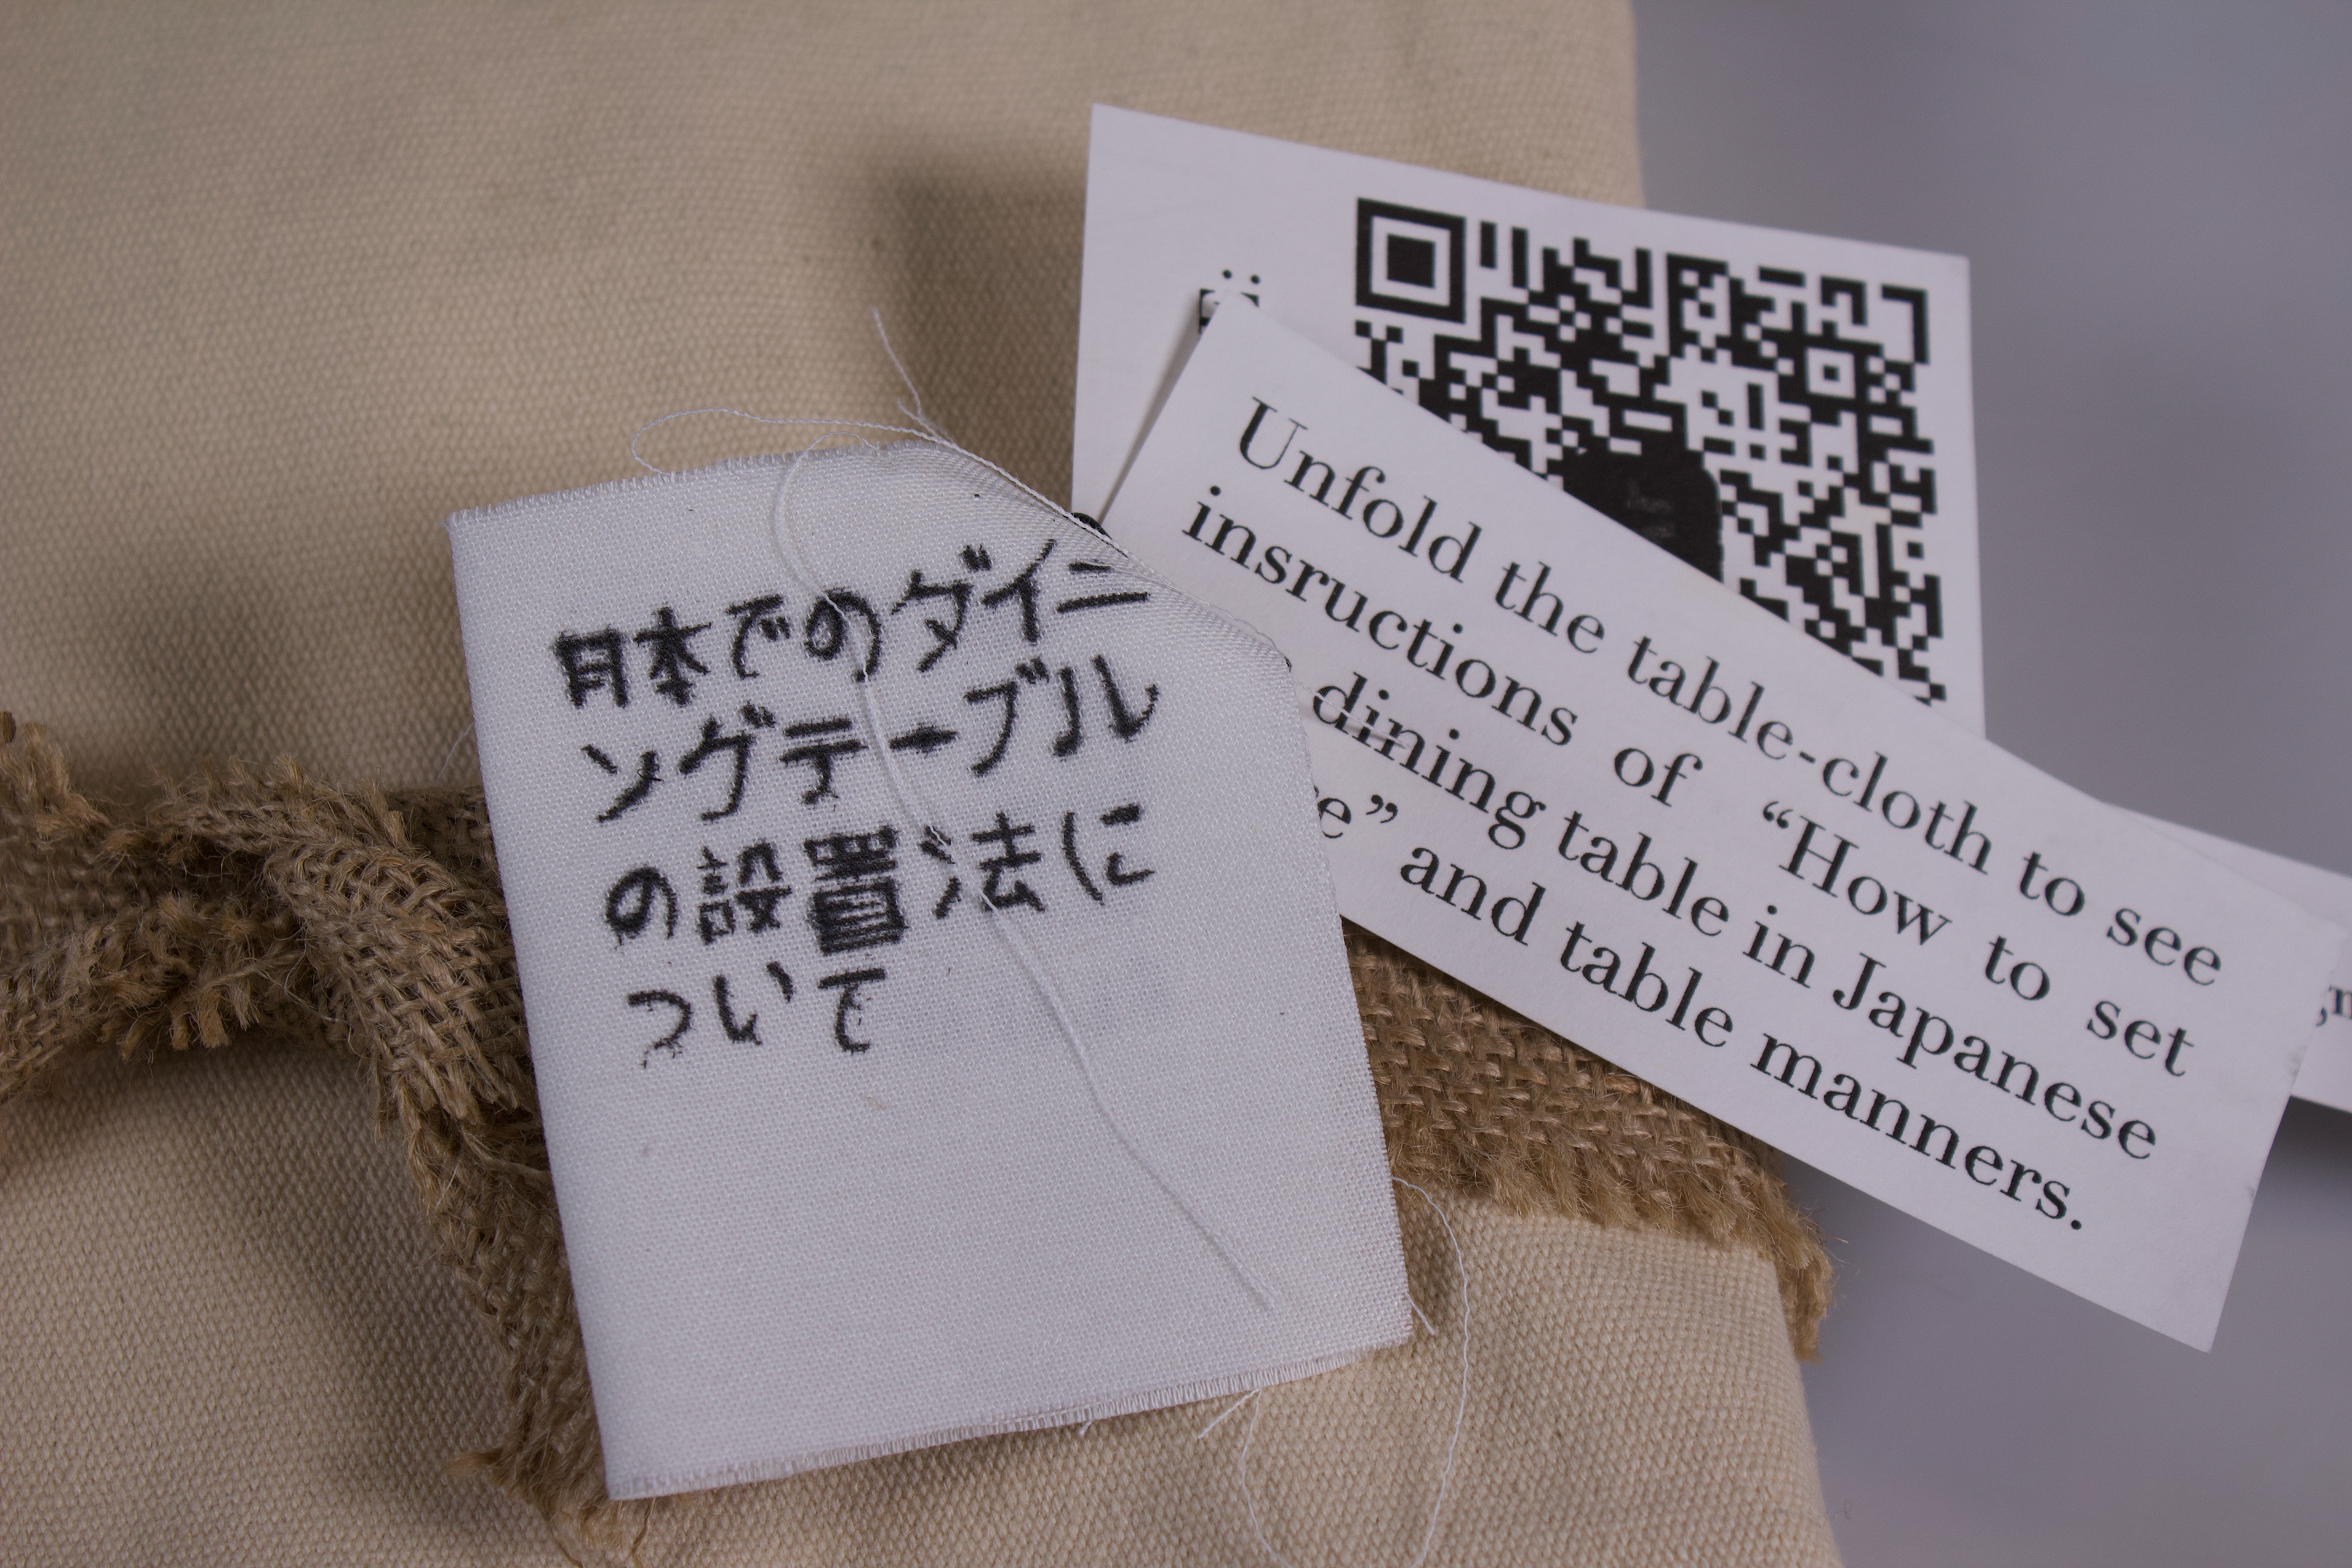 日本でのダイニ
ングテーブル
の設置法に
ついて
Unfold the table-cloth to see
insructions of “How to set
dining table in Japanese
e” and table manners.